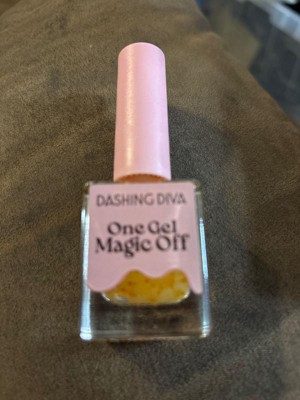 DASHING DIVA
One Gel
Magic Off